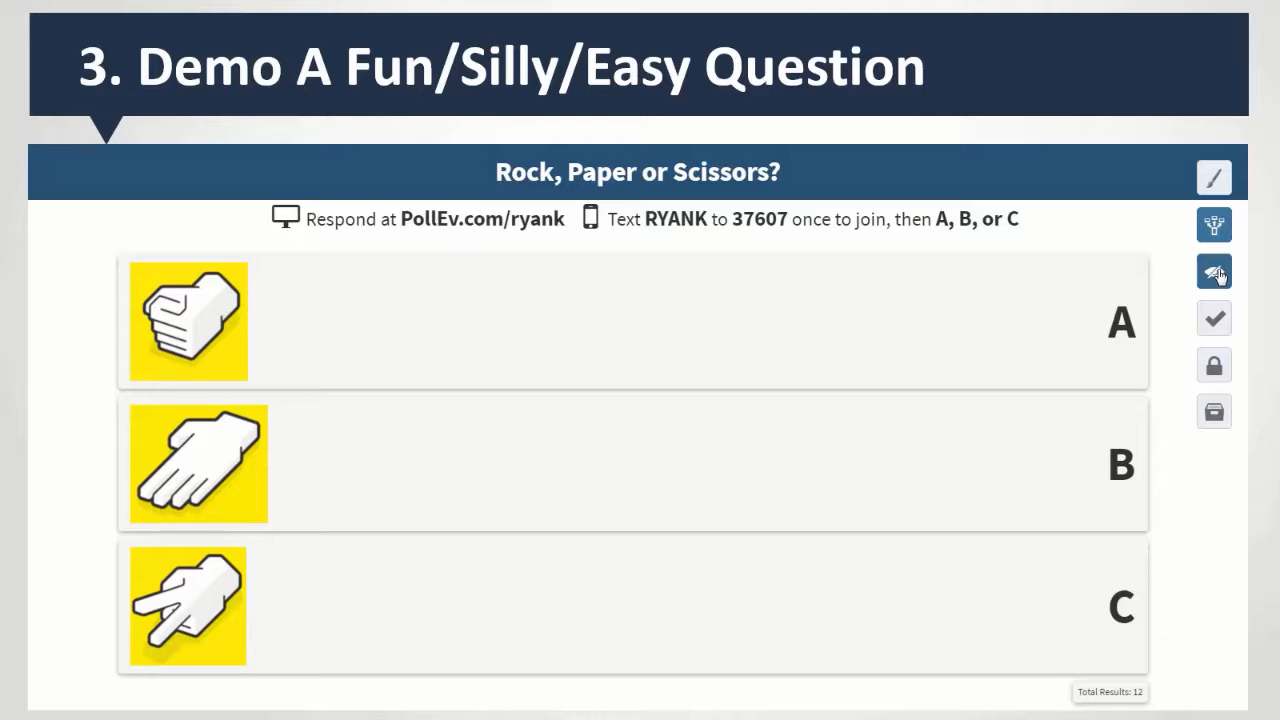 3. Demo A Fun/Silly/Easy Question
Rock, Paper or Scissors?
Respond at PollEv.com/ryank Text RYANK to 37607 once to join, then A, B, or C
A
B
C
Total Results: 12